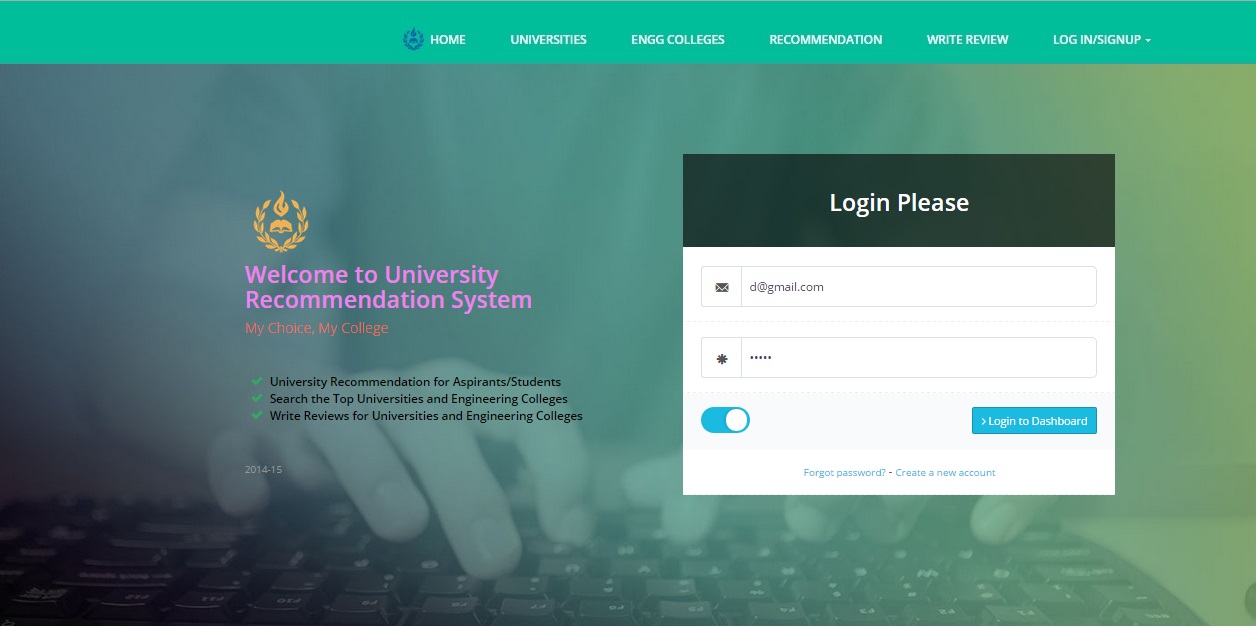 HOME UNIVERSITIES ENGG COLLEGES RECOMMENDATION WRITE REVIEW LOG IN/SIGNUP
Welcome to University
Recommendation System
My Choice, My College
University Recommendation for Aspirants/Students
Search the Top Universities and Engineering Colleges
Write Reviews for Universities and Engineering Colleges
2014-15
Login Please
d@gmail.com
•••••
› Login to Dashboard
Forgot password? - Create a new account